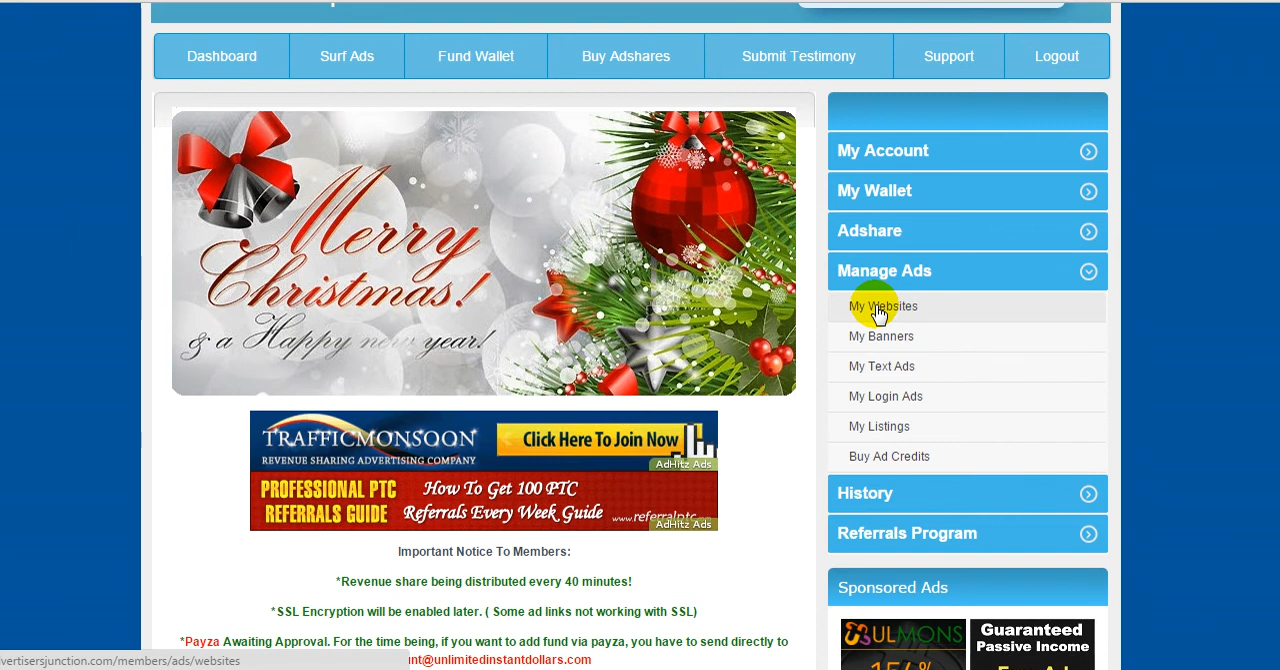 Dashboard
Surf Ads
Fund Wallet
Buy Adshares
Submit Testimony
Support
Logout
Merry
Christmas!
& a Happy new year!
TRAFFICMONSOON
REVENUE SHARING ADVERTISING COMPANY
Click Here To Join Now
AdHitz Ads
PROFESSIONAL PTC
REFERRALS GUIDE
How To Get 100 PTC
Referrals Every Week Guide
AdHitz Ads
Important Notice To Members:
*Revenue share being distributed every 40 minutes!
*SSL Encryption will be enabled later. ( Some ad links not working with SSL)
*Payza Awaiting Approval. For the time being, if you want to add fund via payza, you have to send directly to
nt@unlimitedinstantdollars.com
My Account
My Wallet
Adshare
Manage Ads
My Websites
My Banners
My Text Ads
My Login Ads
My Listings
Buy Ad Credits
History
Referrals Program
Sponsored Ads
ULMONS
154%
Guaranteed
Passive Income
vertisersjunction.com/members/ads/websites